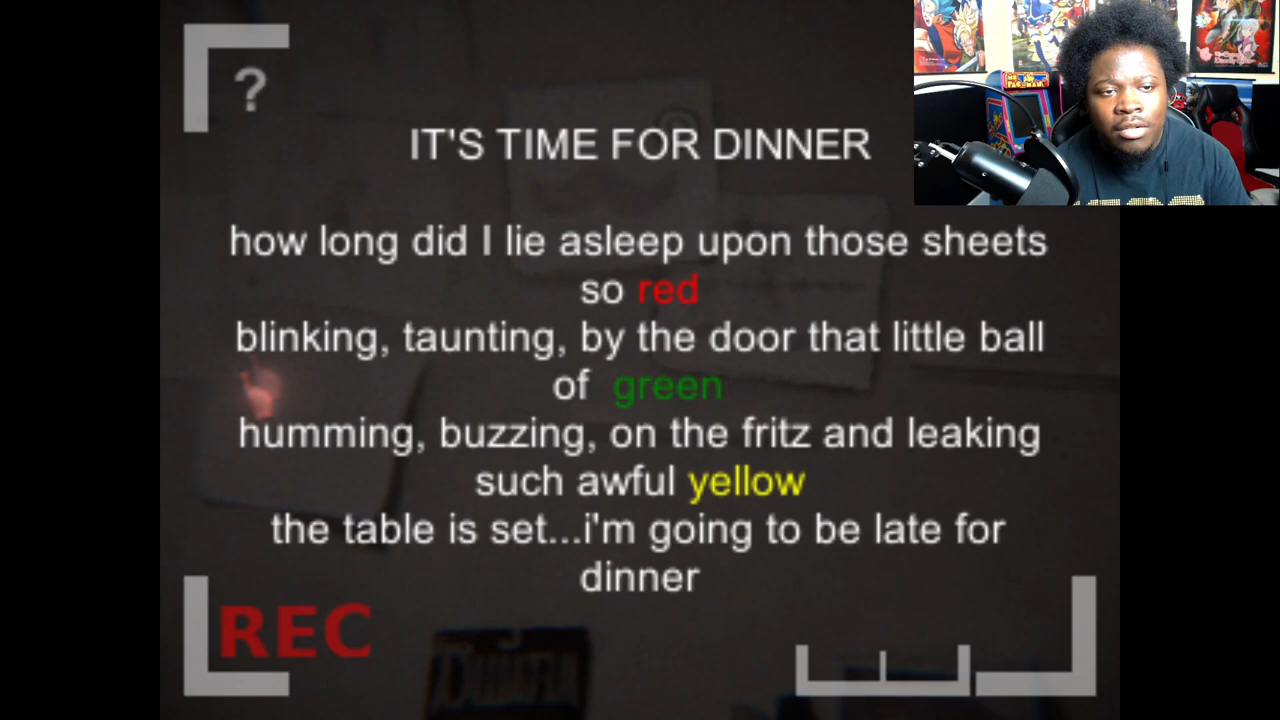 ?
IT'S TIME FOR DINNER
how long did I lie asleep upon those sheets
so red
blinking, taunting, by the door that little ball
of green
humming, buzzing, on the fritz and leaking
such awful yellow
the table is set...i'm going to be late for
dinner
REC